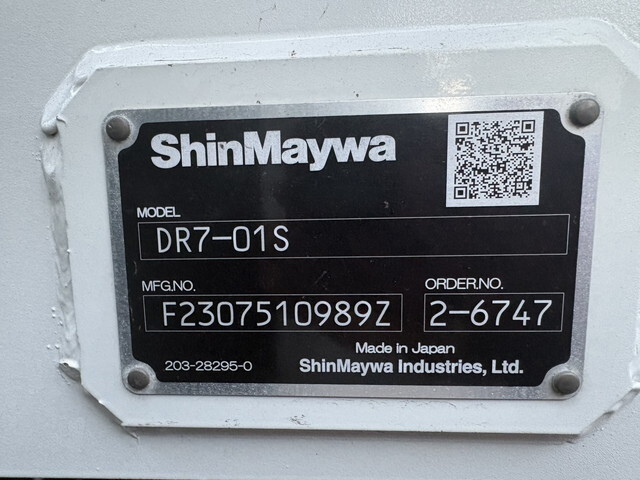 ShinMaywa
MODEL
DR7-01S
MFG.NO. ORDER.NO.
F2307510989Z 2-6747
Made in Japan
203-28295-0 ShinMaywa Industries, Ltd.